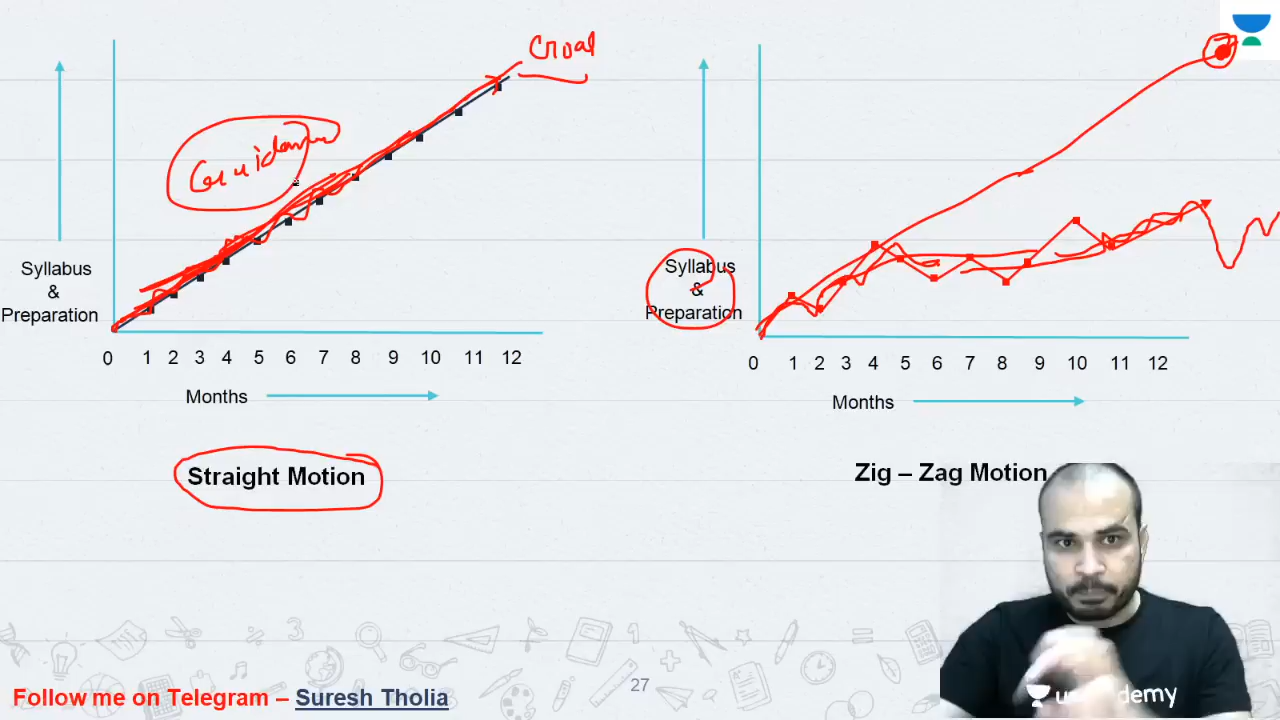 Goal
Guidance
Syllabus
&
Preparation
0 1 2 3 4 5 6 7 8 9 10 11 12
Months
Straight Motion
Syllabus
&
Preparation
0 1 2 3 4 5 6 7 8 9 10 11 12
Months
Zig – Zag Motion
27
Follow me on Telegram – Suresh Tholia
unacademy